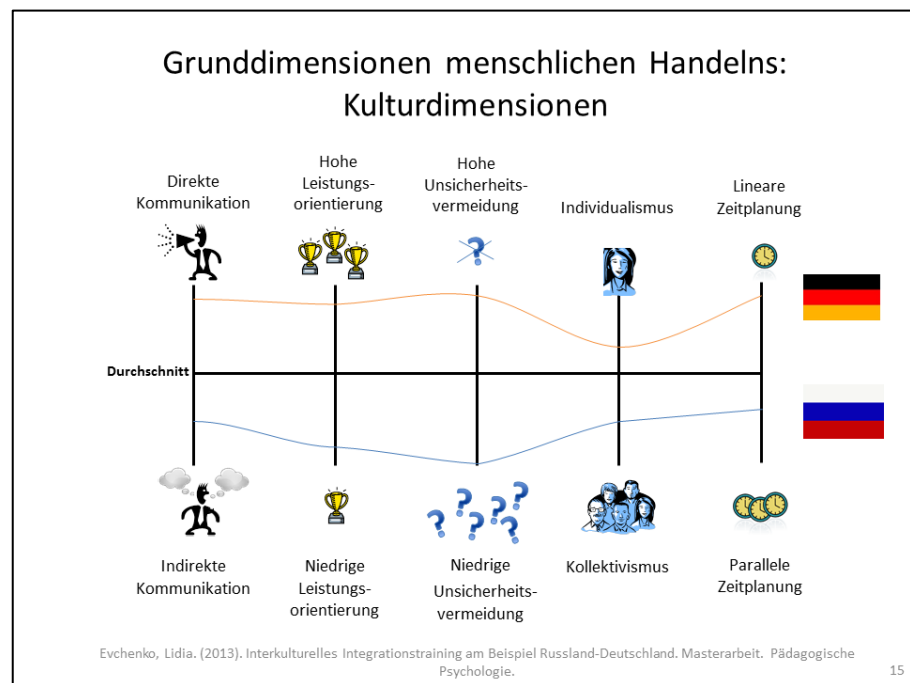 Grunddimensionen menschlichen Handelns:
Kulturdimensionen
Direkte
Kommunikation
Hohe
Leistungs-
orientierung
Hohe
Unsicherheits-
vermeidung
Individualismus
Lineare
Zeitplanung
Durchschnitt
Indirekte
Kommunikation
Niedrige
Leistungs-
orientierung
Niedrige
Unsicherheits-
vermeidung
Kollektivismus
Parallele
Zeitplanung
Evchenko, Lidia. (2013). Interkulturelles Integrationstraining am Beispiel Russland-Deutschland. Masterarbeit. Pädagogische
Psychologie.
15